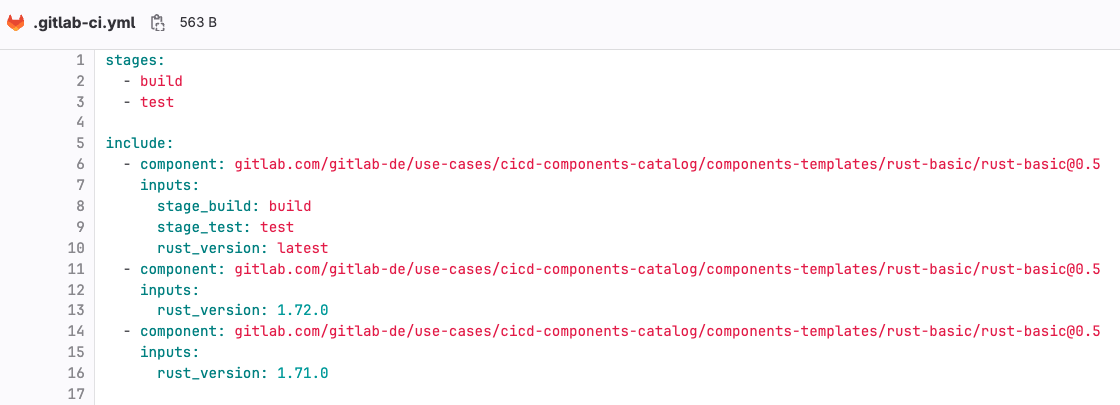 .gitlab-ci.yml 563 B
1 stages:
2   - build
3   - test
4
5 include:
6   - component: gitlab.com/gitlab-de/use-cases/cicd-components-catalog/components-templates/rust-basic/rust-basic@0.5
7     inputs:
8       stage_build: build
9       stage_test: test
10       rust_version: latest
11   - component: gitlab.com/gitlab-de/use-cases/cicd-components-catalog/components-templates/rust-basic/rust-basic@0.5
12     inputs:
13       rust_version: 1.72.0
14   - component: gitlab.com/gitlab-de/use-cases/cicd-components-catalog/components-templates/rust-basic/rust-basic@0.5
15     inputs:
16       rust_version: 1.71.0
17